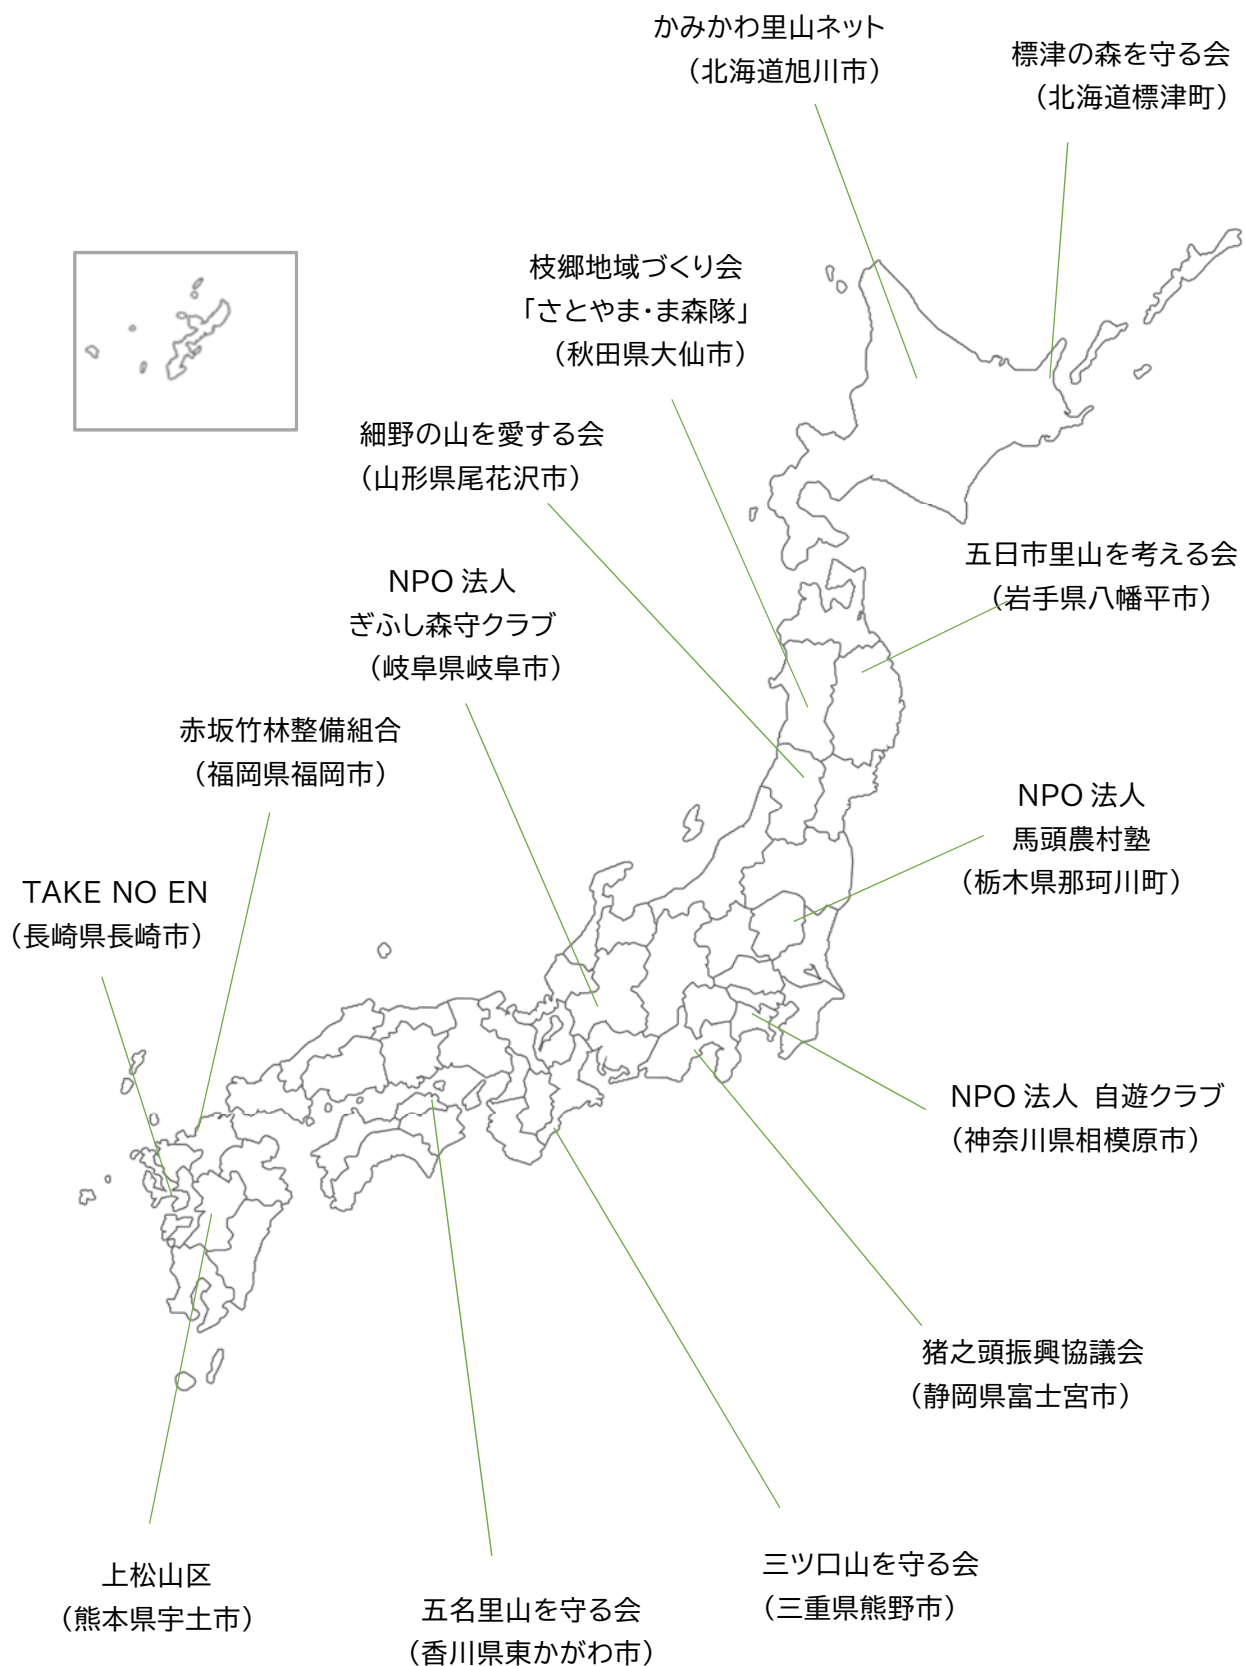 かみかわ里山ネット
（北海道旭川市）
標津の森を守る会
（北海道標津町）
枝郷地域づくり会
「さとやま・ま森隊」
（秋田県大仙市）
細野の山を愛する会
（山形県尾花沢市）
五日市里山を考える会
（岩手県八幡平市）
NPO 法人
ぎふし森守クラブ
（岐阜県岐阜市）
赤坂竹林整備組合
（福岡県福岡市）
NPO 法人
馬頭農村塾
（栃木県那珂川町）
TAKE NO EN
（長崎県長崎市）
NPO 法人 自遊クラブ
（神奈川県相模原市）
猪之頭振興協議会
（静岡県富士宮市）
三ツ口山を守る会
（三重県熊野市）
上松山区
（熊本県宇土市）
五名里山を守る会
（香川県東かがわ市）